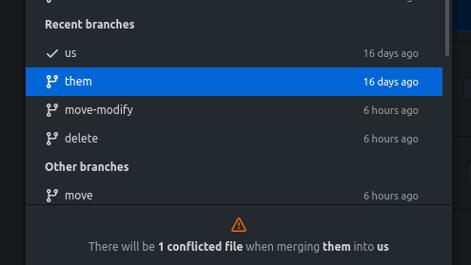 Recent branches
us 16 days ago
them 16 days ago
move-modify 6 hours ago
delete 6 hours ago
Other branches
move 6 hours ago
There will be 1 conflicted file when merging them into us